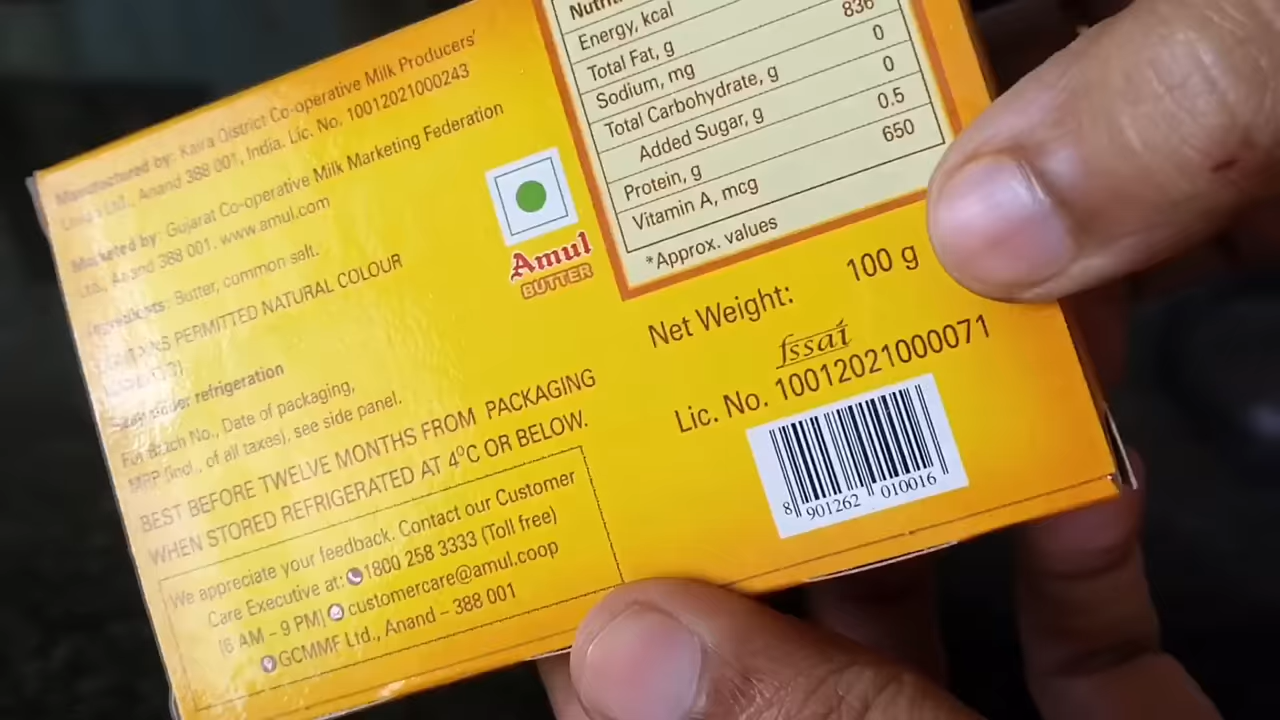 Manufactured by: Kaira District Co-operative Milk Producers'
Union Ltd., Anand 388 001, India. Lic. No. 10012021000243
Marketed by: Gujarat Co-operative Milk Marketing Federation
Ltd., Anand 388 001. www.amul.com
Ingredients: Butter, common salt.
CONTAINS PERMITTED NATURAL COLOUR
Keep under refrigeration
For Batch No., Date of packaging,
MRP (incl., of all taxes), see side panel.
BEST BEFORE TWELVE MONTHS FROM PACKAGING
WHEN STORED REFRIGERATED AT 4°C OR BELOW.
We appreciate your feedback. Contact our Customer
Care Executive at: 1800 258 3333 (Toll free)
(6 AM – 9 PM) customercare@amul.coop
GCMMF Ltd., Anand – 388 001
Amul
BUTTER
Energy, kcal
Total Fat, g
Sodium, mg 836
Total Carbohydrate, g 0
Added Sugar, g 0
Protein, g 0.5
Vitamin A, mcg 650
*Approx. values
Net Weight: 100 g
fssai
Lic. No. 10012021000071
8 901262 010016